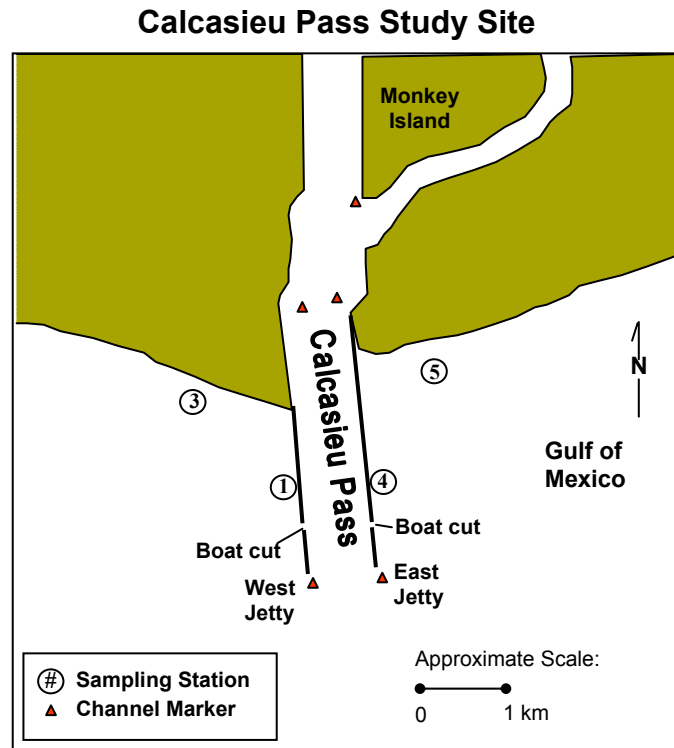 Calcasieu Pass Study Site
Monkey
Island
Calcasieu Pass
5
N
3
Gulf of
Mexico
1
4
Boat cut
Boat cut
West
Jetty
East
Jetty
# Sampling Station
Channel Marker
Approximate Scale:
0 1 km